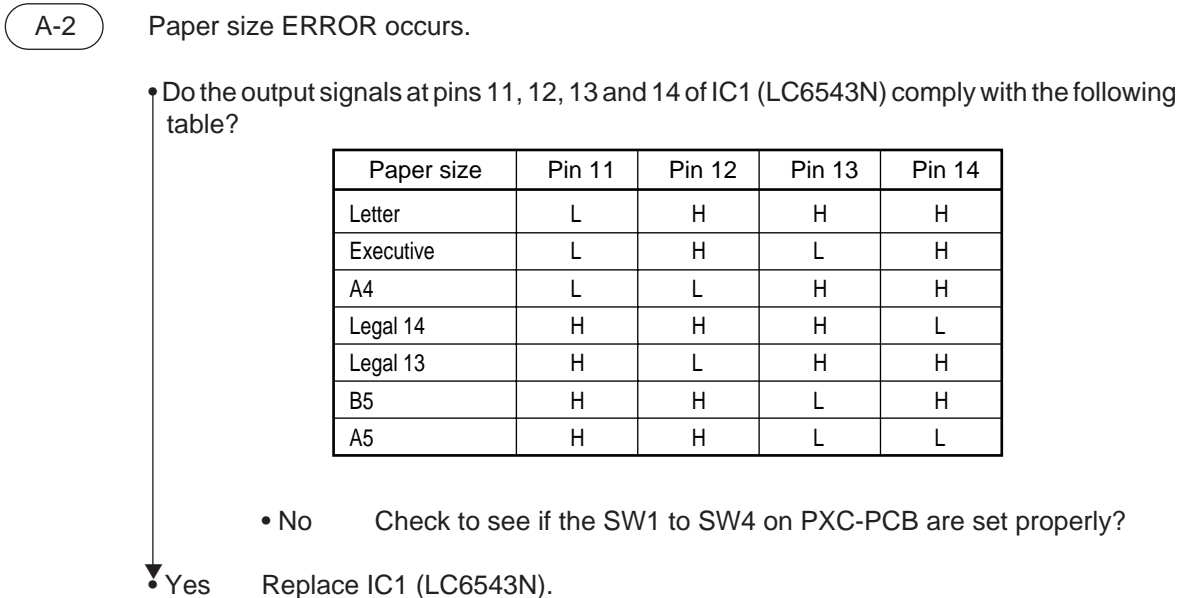 A-2 Paper size ERROR occurs.
• Do the output signals at pins 11, 12, 13 and 14 of IC1 (LC6543N) comply with the following
table?
Paper size Pin 11 Pin 12 Pin 13 Pin 14
Letter L H H H
Executive L H L H
A4 L L H H
Legal 14 H H H L
Legal 13 H L H H
B5 H H L H
A5 H H L L
• No Check to see if the SW1 to SW4 on PXC-PCB are set properly?
• Yes Replace IC1 (LC6543N).